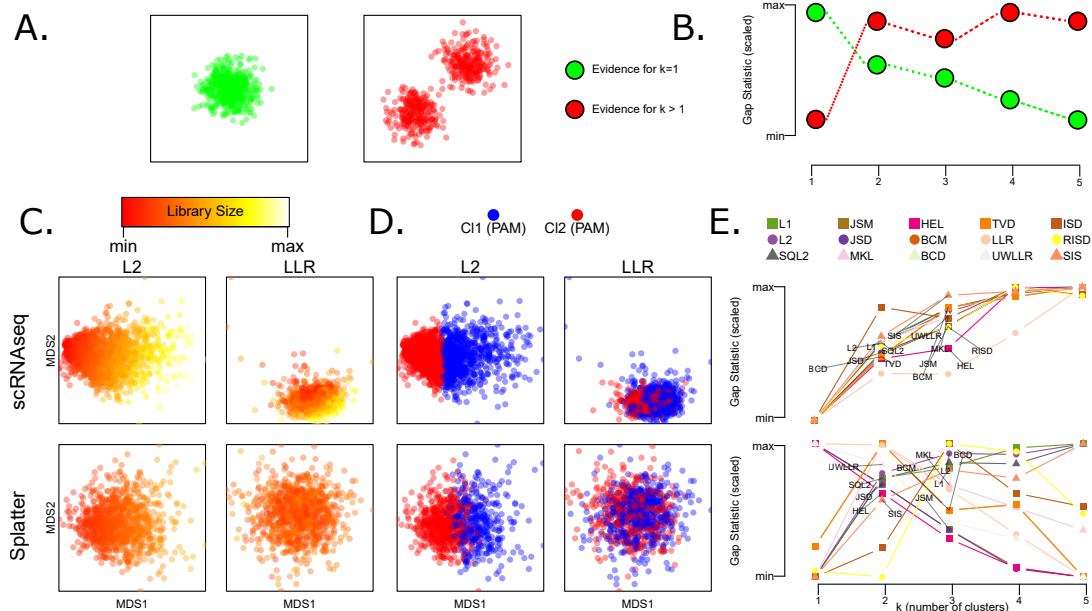 A.
Evidence for k=1
Evidence for k > 1
B.
Gap Statistic (scaled)
max
min
1 2 3 4 5
C.
Library Size
min max
L2 LLR
D.
Cl1 (PAM) Cl2 (PAM)
L2 LLR
scRNAseq
MDS2
Splatter
MDS2
MDS1 MDS1
E.
L1 JSM HEL TVD ISD
L2 JSD BCM LLR RISD
SQL2 MKL BCD UWLLR SIS
Gap Statistic (scaled)
max
min
SIS UWLLR
L2 L1 SQL2 MKL RISD
BCD JSD TVD JSM HEL
BCM
Gap Statistic (scaled)
max
min
MKL BCD
UWLLR BCM L2
SQL2 L1
JSD JSM
HEL SIS
1 2 3 4 5
k (number of clusters)